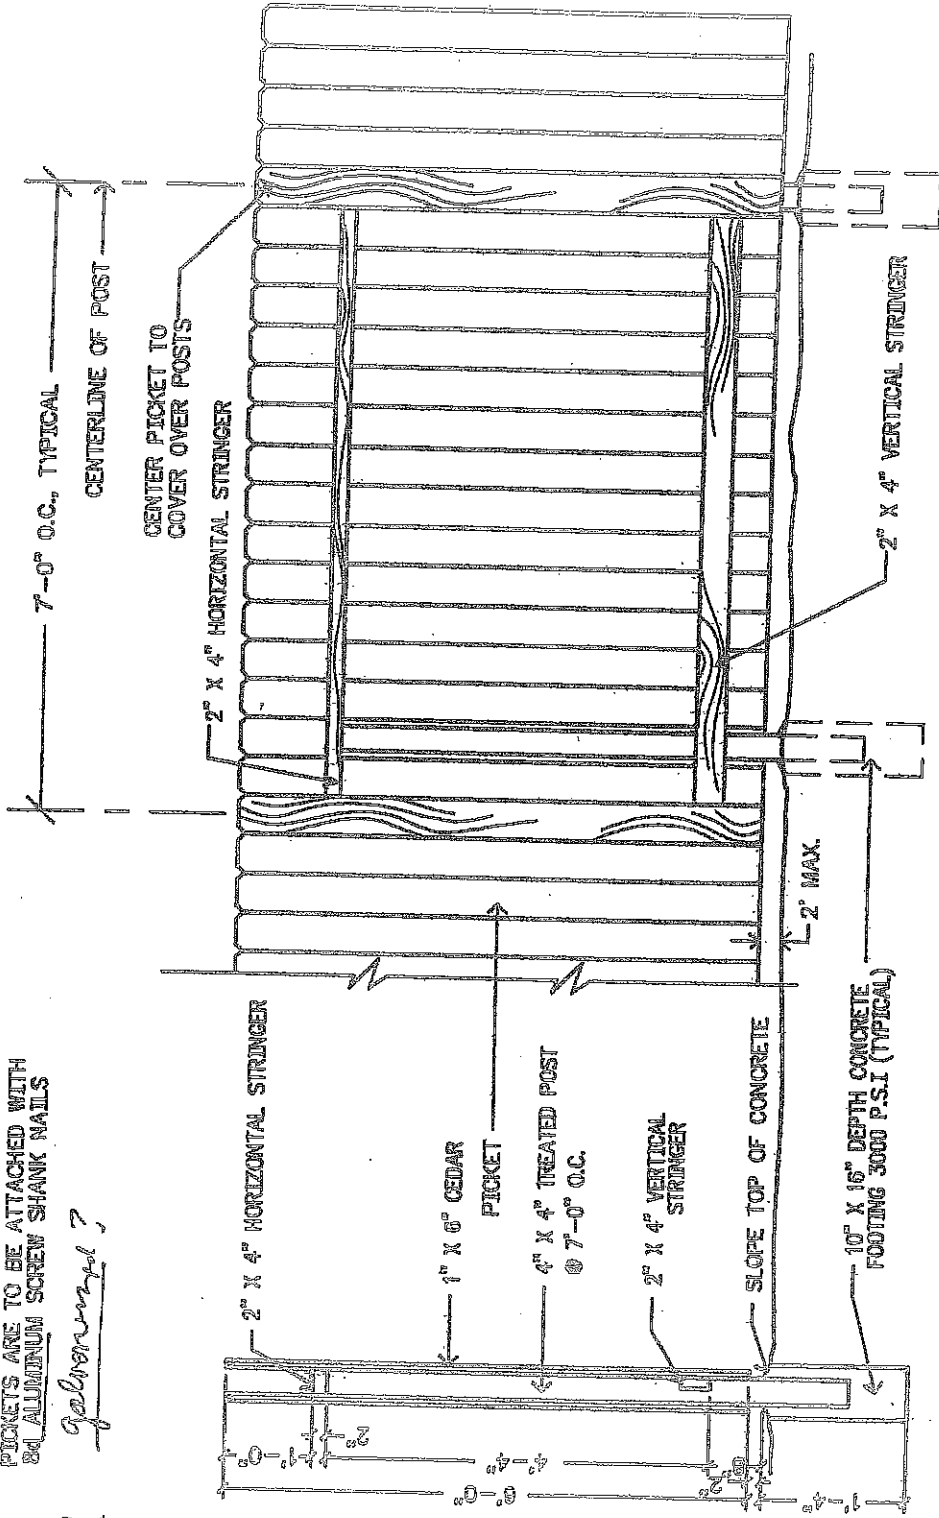 PICKETS ARE TO BE ATTACHED WITH
8d ALUMINUM SCREW SHANK NAILS
galvanized ?
7'-0" O.C., TYPICAL
CENTERLINE OF POST
CENTER PICKET TO
COVER OVER POSTS
2" X 4" HORIZONTAL STRINGER
2" X 4" VERTICAL STRINGER
2" MAX.
2" X 4" HORIZONTAL STRINGER
1" X 6" CEDAR
PICKET
4" X 4" TREATED POST
@ 7'-0" O.C.
2" X 4" VERTICAL
STRINGER
SLOPE TOP OF CONCRETE
10" X 16" DEPTH CONCRETE
FOOTING 3000 P.S.I (TYPICAL)
1'-0"
2"
4'-4"
6'-0"
2"
1'-4"